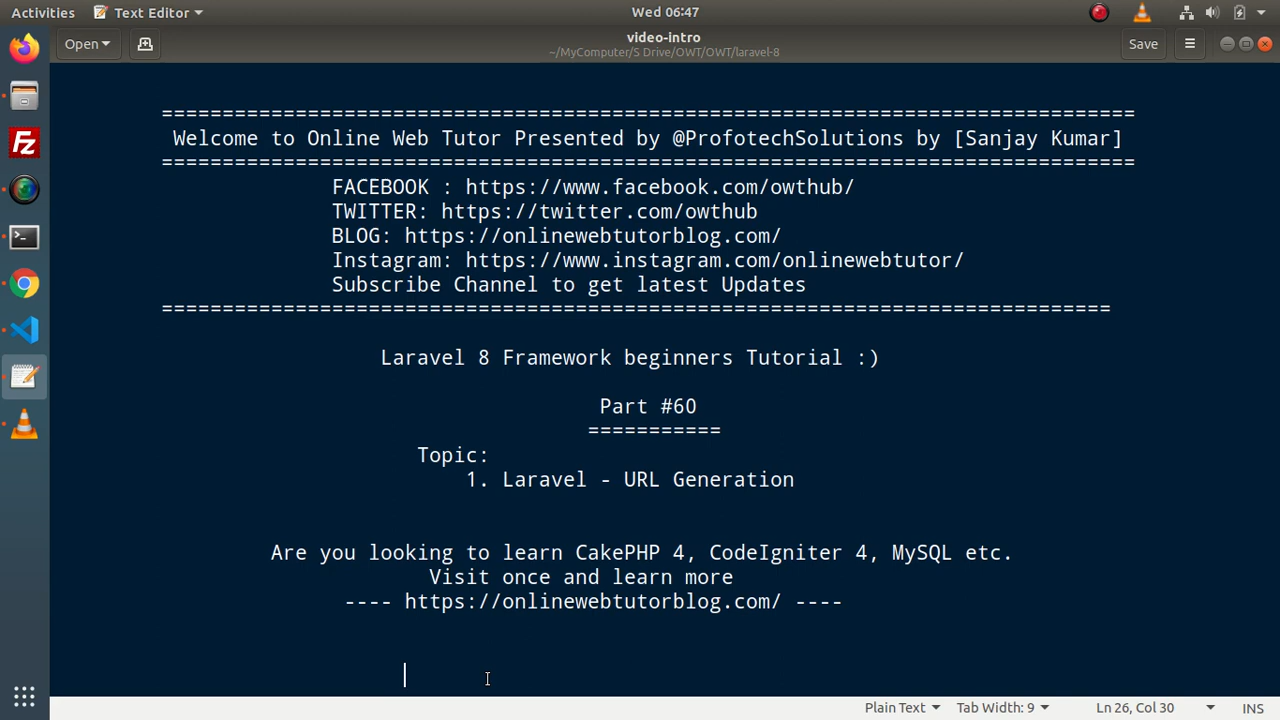 Activities Text Editor Wed 06:47
Open video-intro Save
~/MyComputer/S Drive/OWT/OWT/laravel-8
================================================================================
Welcome to Online Web Tutor Presented by @ProfotechSolutions by [Sanjay Kumar]
================================================================================
FACEBOOK : https://www.facebook.com/owthub/
TWITTER: https://twitter.com/owthub
BLOG: https://onlinewebtutorblog.com/
Instagram: https://www.instagram.com/onlinewebtutor/
Subscribe Channel to get latest Updates
==============================================================================
Laravel 8 Framework beginners Tutorial :)
Part #60
===========
Topic:
1. Laravel - URL Generation
Are you looking to learn CakePHP 4, CodeIgniter 4, MySQL etc.
Visit once and learn more
---- https://onlinewebtutorblog.com/ ----
Plain Text Tab Width: 9 Ln 26, Col 30 INS